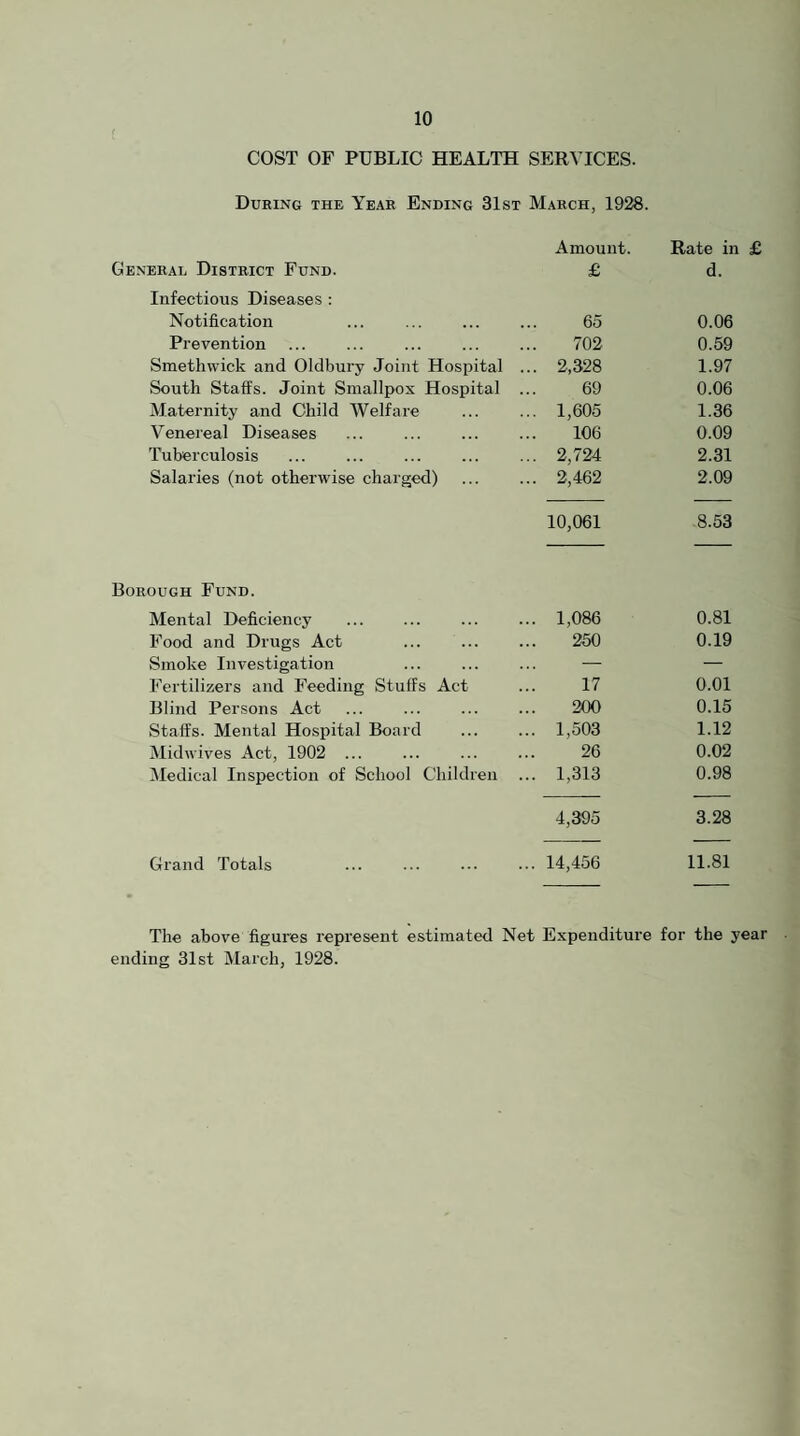 10
COST OF PUBLIC HEALTH SERVICES.
During the Year Ending 31st March, 1928.
Amount. Rate in £
General District Fund. £ d.
Infectious Diseases :
Notification ... ... ... ... 65 0.06
Prevention ... ... ... ... ... 702 0.59
Smethwick and Oldbury Joint Hospital ... 2,328 1.97
South Staffs. Joint Smallpox Hospital ... 69 0.06
Maternity and Child Welfare ... ... 1,605 1.36
Venereal Diseases ... ... ... ... 106 0.09
Tuberculosis ... ... ... ... ... 2,724 2.31
Salaries (not otherwise charged) ... ... 2,462 2.09
10,061 8.53
Borough Fund.
Mental Deficiency ... ... ... ... 1,086 0.81
Food and Drugs Act ... ... ... 250 0.19
Smoke Investigation ... ... ... — —
Fertilizers and Feeding Stuffs Act ... 17 0.01
Blind Persons Act ... ... ... ... 200 0.15
Staffs. Mental Hospital Board ... ... 1,503 1.12
Midwives Act, 1902 ... ... ... ... 26 0.02
Medical Inspection of School Children ... 1,313 0.98
4,395 3.28
Grand Totals ... ... ... ... 14,456 11.81
The above figures represent estimated Net Expenditure for the year
ending 31st March, 1928.